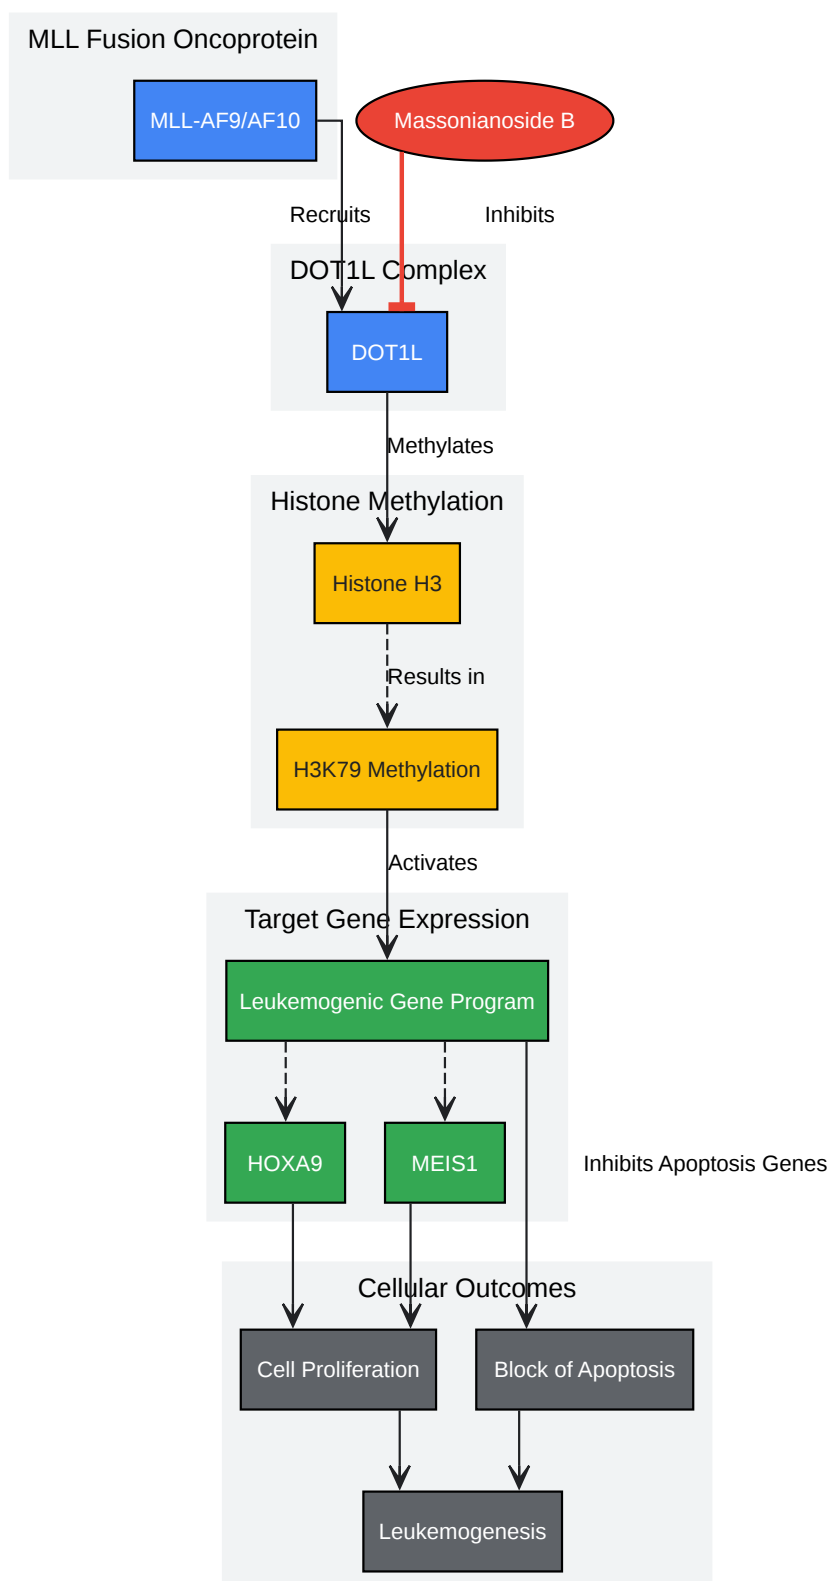 MLL Fusion Oncoprotein
MLL-AF9/AF10
Massonianoside B
Recruits
Inhibits
DOT1L Complex
DOT1L
Methylates
Histone Methylation
Histone H3
Results in
H3K79 Methylation
Activates
Target Gene Expression
Leukemogenic Gene Program
HOXA9
MEIS1
Inhibits Apoptosis Genes
Cellular Outcomes
Cell Proliferation
Block of Apoptosis
Leukemogenesis